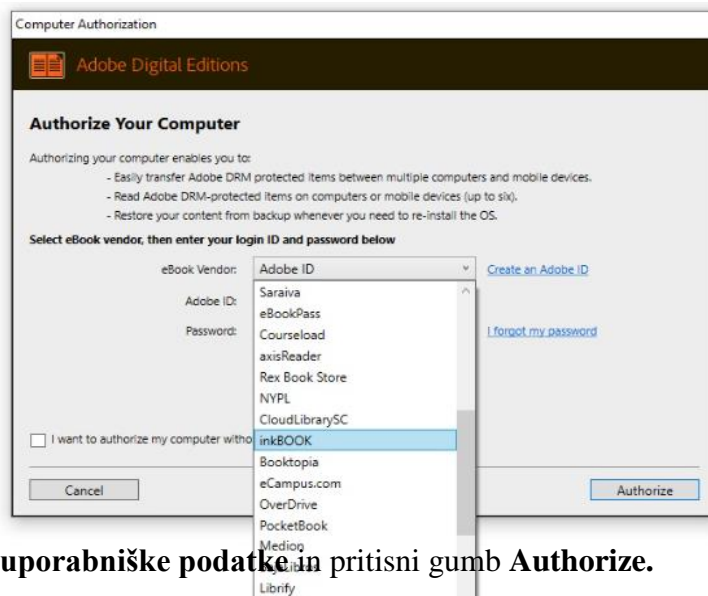 Computer Authorization
Adobe Digital Editions
Authorize Your Computer
Authorizing your computer enables you to:
- Easily transfer Adobe DRM protected items between multiple computers and mobile devices.
- Read Adobe DRM-protected items on computers or mobile devices (up to six).
- Restore your content from backup whenever you need to re-install the OS.
Select eBook vendor, then enter your login ID and password below
eBook Vendor: Adobe ID Create an Adobe ID
Saraiva
Adobe ID:
eBookPass
Password: Courseload I forgot my password
axisReader
Rex Book Store
NYPL
CloudLibrarySC
I want to authorize my computer witho inkBOOK
Booktopia
Cancel eCampus.com Authorize
OverDrive
PocketBook
Medion
uporabniške podatke in pritisni gumb Authorize.
Librify